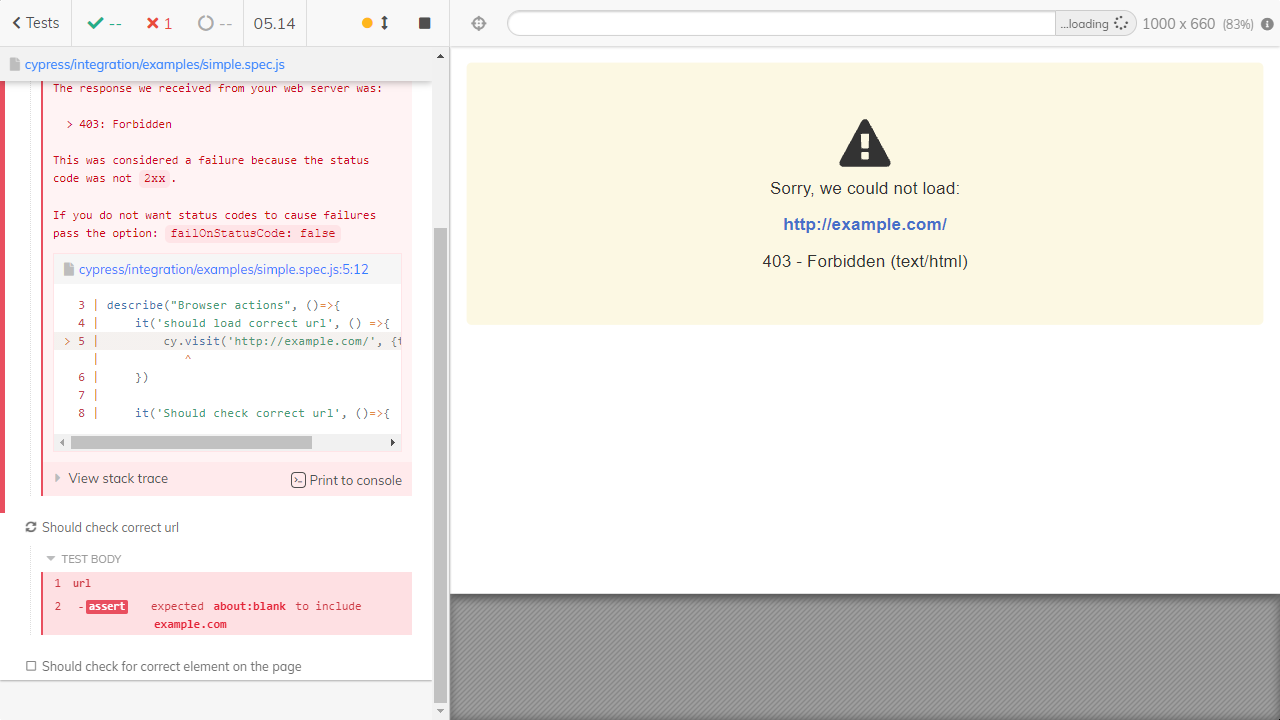 Tests
--
1
--
05.14
...loading
1000 x 660 (83%)
cypress/integration/examples/simple.spec.js
The response we received from your web server was:
> 403: Forbidden
This was considered a failure because the status
code was not 2xx.
If you do not want status codes to cause failures
pass the option: failOnStatusCode: false
cypress/integration/examples/simple.spec.js:5:12
3 | describe("Browser actions", ()=>{
4 | it('should load correct url', () =>{
> 5 | cy.visit('http://example.com/', {t
| ^
6 | })
7 |
8 | it('Should check correct url', ()=>{
View stack trace
Print to console
Should check correct url
TEST BODY
1 url
2 -assert expected about:blank to include
example.com
Should check for correct element on the page
Sorry, we could not load:
http://example.com/
403 - Forbidden (text/html)